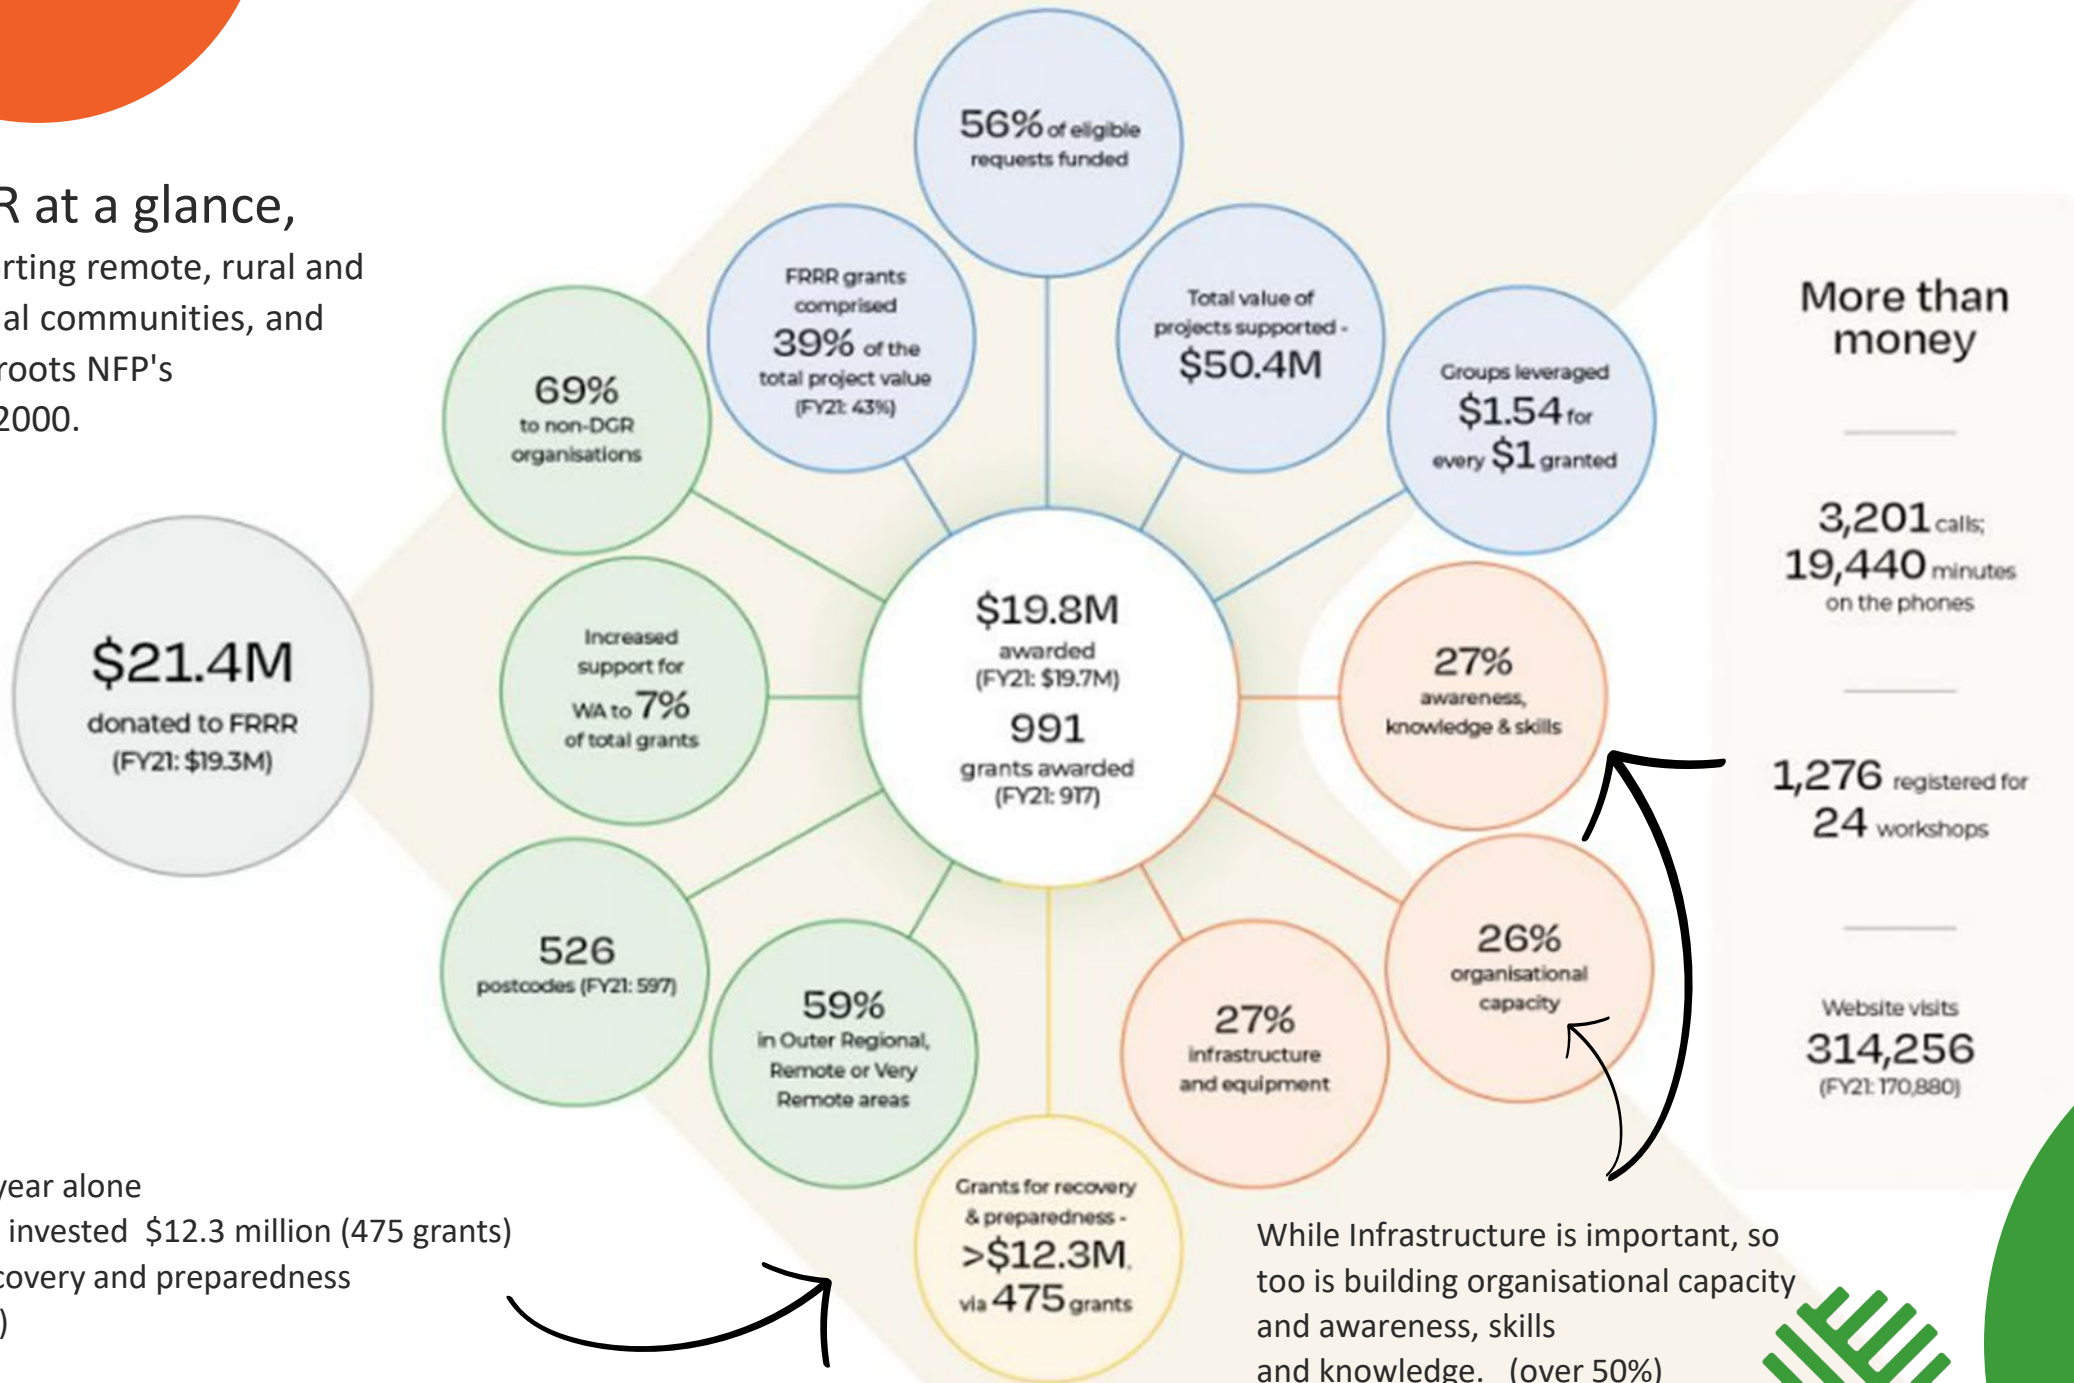 R at a glance,
rting remote, rural and
al communities, and
roots NFP's
2000.
$21.4M
donated to FRRR
(FY21: $19.3M)
56% of eligible
requests funded
FRRR grants
comprised
39% of the
total project value
(FY21: 43%)
Total value of
projects supported -
$50.4M
Groups leveraged
$1.54 for
every $1 granted
69%
to non-DGR
organisations
Increased
support for
WA to 7%
of total grants
526
postcodes (FY21: 597)
59%
in Outer Regional,
Remote or Very
Remote areas
$19.8M
awarded
(FY21: $19.7M)
991
grants awarded
(FY21: 917)
27%
awareness,
knowledge & skills
26%
organisational
capacity
27%
infrastructure
and equipment
Grants for recovery
& preparedness -
>$12.3M,
via 475 grants
More than
money
3,201 calls;
19,440 minutes
on the phones
1,276 registered for
24 workshops
Website visits
314,256
(FY21: 170,880)
year alone
invested $12.3 million (475 grants)
covery and preparedness
)
While Infrastructure is important, so
too is building organisational capacity
and awareness, skills
and knowledge. (over 50%)